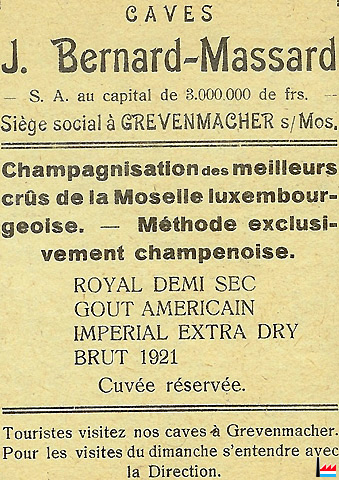 CAVES
J. Bernard-Massard
— S. A. au capital de 3.000.000 de frs. —
Siège social à GREVENMACHER s/Mos.
Champagnisation des meilleurs
crûs de la Moselle luxembour-
geoise. — Méthode exclusi-
vement champenoise.
ROYAL DEMI SEC
GOUT AMERICAIN
IMPERIAL EXTRA DRY
BRUT 1921
Cuvée réservée.
Touristes visitez nos caves à Grevenmacher.
Pour les visites du dimanche s'entendre avec
la Direction.